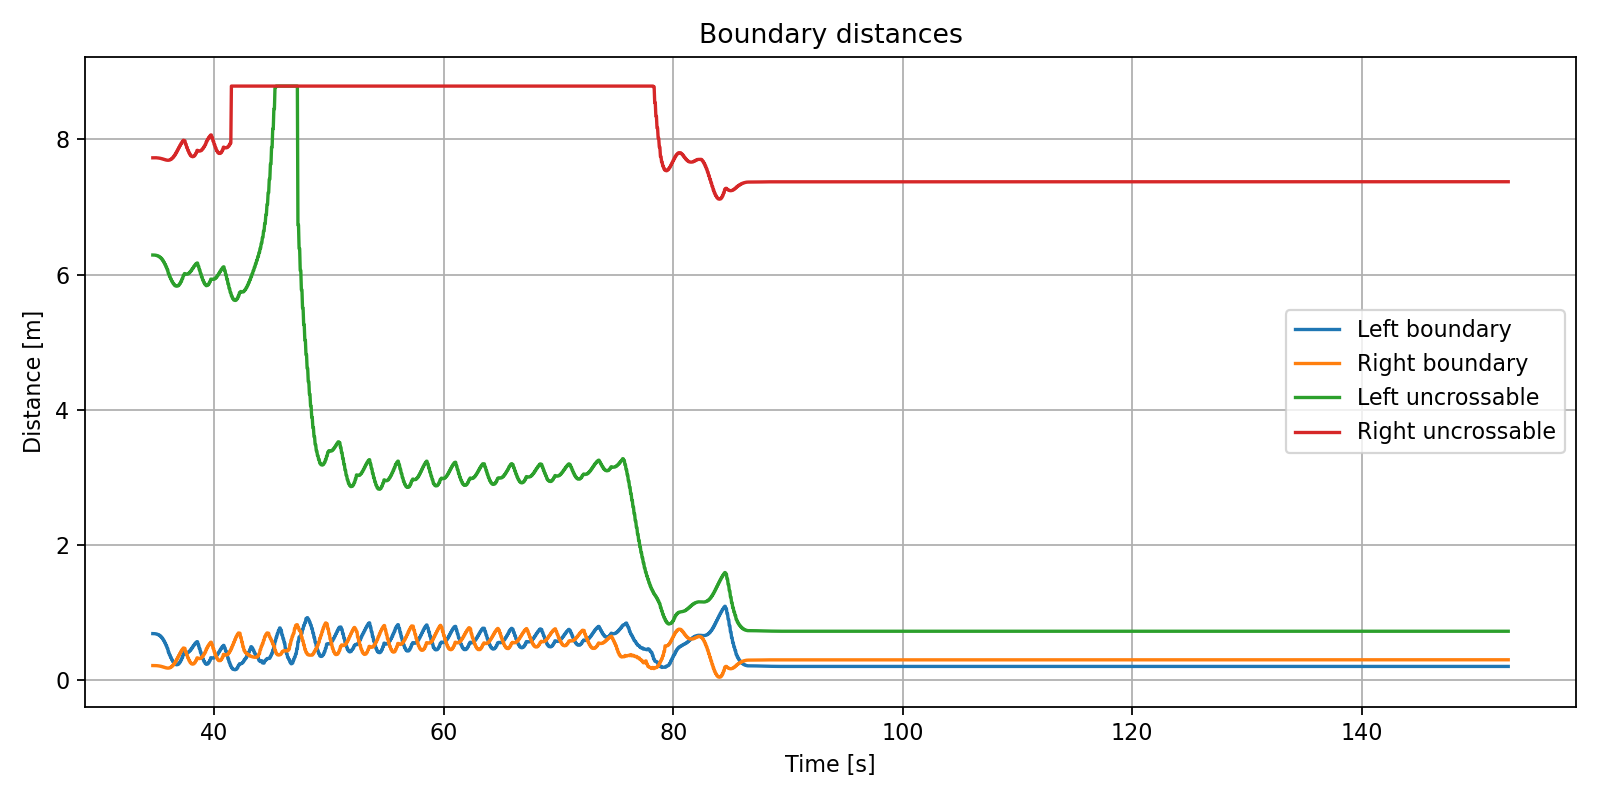 Boundary distances
Distance [m]
8
6
4
2
0
40 60 80 100 120 140
Time [s]
Left boundary
Right boundary
Left uncrossable
Right uncrossable